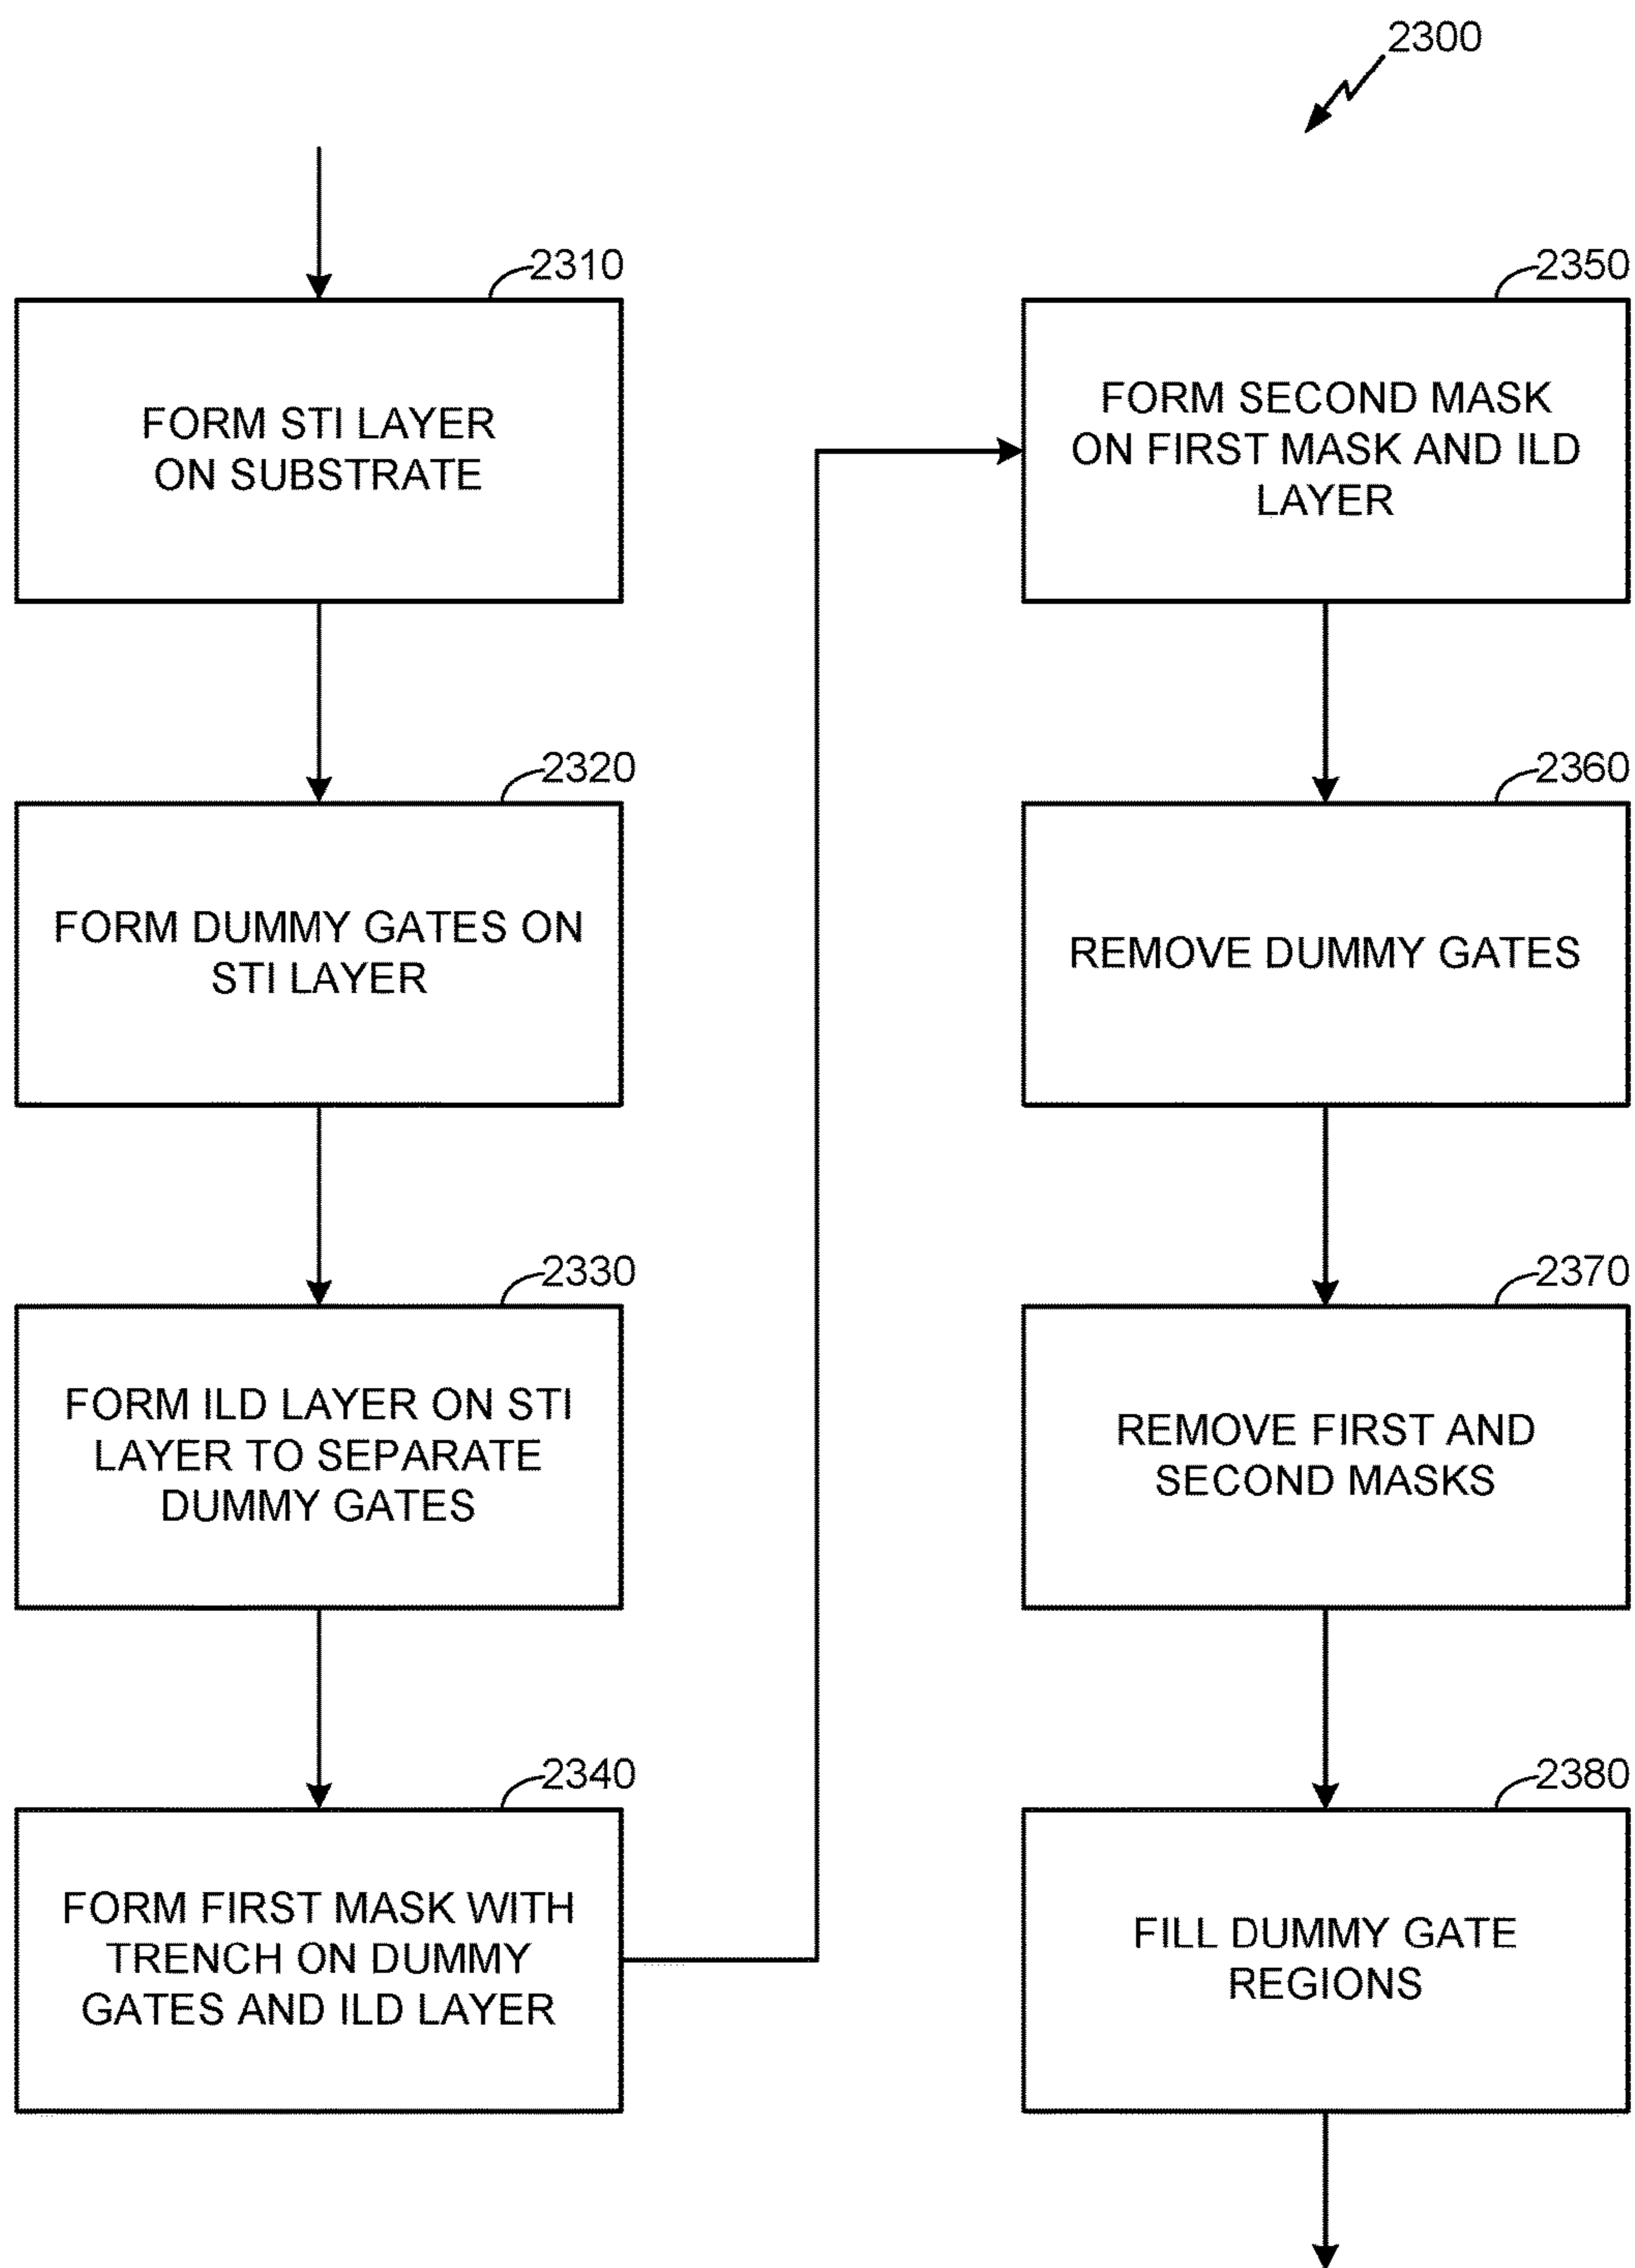 2300
2310
FORM STI LAYER
ON SUBSTRATE
2320
FORM DUMMY GATES ON
STI LAYER
2330
FORM ILD LAYER ON STI
LAYER TO SEPARATE
DUMMY GATES
2340
FORM FIRST MASK WITH
TRENCH ON DUMMY
GATES AND ILD LAYER
2350
FORM SECOND MASK
ON FIRST MASK AND ILD
LAYER
2360
REMOVE DUMMY GATES
2370
REMOVE FIRST AND
SECOND MASKS
2380
FILL DUMMY GATE
REGIONS